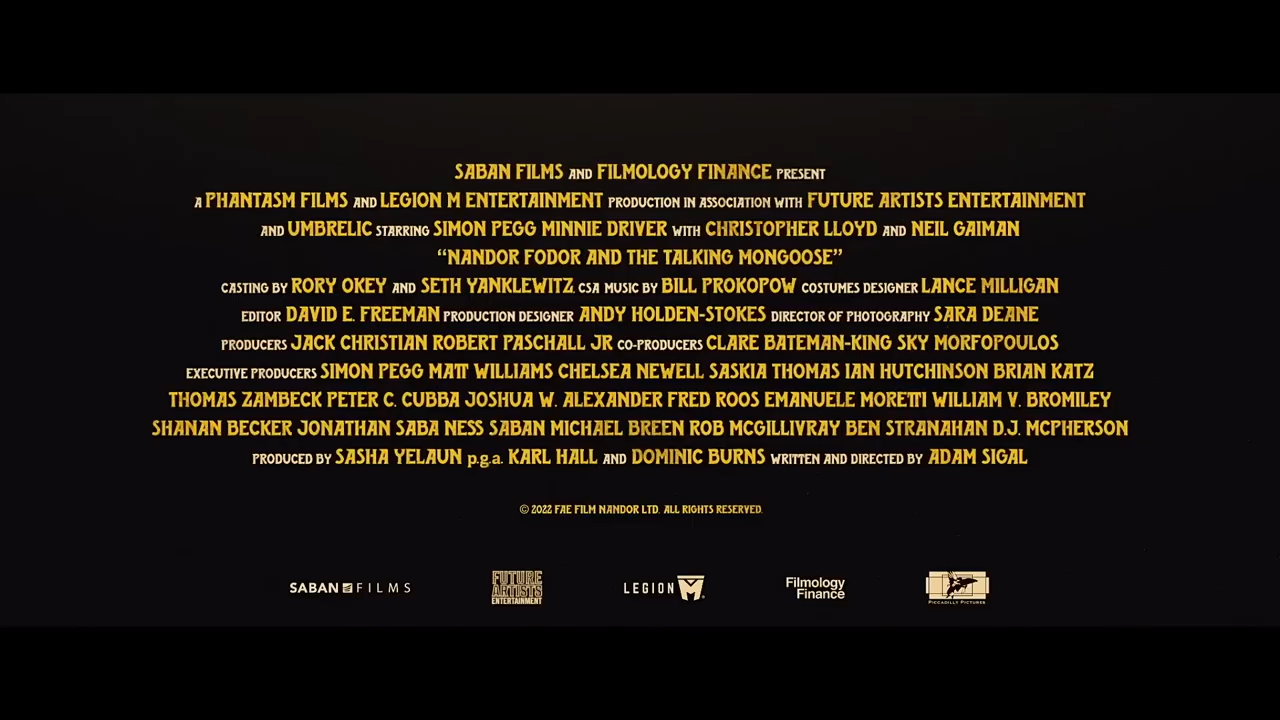 SABAN FILMS AND FILMOLOGY FINANCE PRESENT
A PHANTASM FILMS AND LEGION M ENTERTAINMENT PRODUCTION IN ASSOCIATION WITH FUTURE ARTISTS ENTERTAINMENT
AND UMBRELIC STARRING SIMON PEGG MINNIE DRIVER WITH CHRISTOPHER LLOYD AND NEIL GAIMAN
“NANDOR FODOR AND THE TALKING MONGOOSE”
CASTING BY RORY OKEY AND SETH YANKLEWITZ, CSA MUSIC BY BILL PROKOPOW COSTUMES DESIGNER LANCE MILLIGAN
EDITOR DAVID E. FREEMAN PRODUCTION DESIGNER ANDY HOLDEN-STOKES DIRECTOR OF PHOTOGRAPHY SARA DEANE
PRODUCERS JACK CHRISTIAN ROBERT PASCHALL JR CO-PRODUCERS CLARE BATEMAN-KING SKY MORFOPOULOS
EXECUTIVE PRODUCERS SIMON PEGG MATT WILLIAMS CHELSEA NEWELL SASKIA THOMAS IAN HUTCHINSON BRIAN KATZ
THOMAS ZAMBECK PETER C. CUBBA JOSHUA W. ALEXANDER FRED ROOS EMANUELE MORETTI WILLIAM V. BROMILEY
SHANAN BECKER JONATHAN SABA NESS SABAN MICHAEL BREEN ROB MCGILLIVRAY BEN STRANAHAN D.J. MCPHERSON
PRODUCED BY SASHA YELAUN p.g.a. KARL HALL AND DOMINIC BURNS WRITTEN AND DIRECTED BY ADAM SIGAL
© 2022 FAE FILM NANDOR LTD. ALL RIGHTS RESERVED.
SABAN FILMS
FUTURE ARTISTS ENTERTAINMENT
LEGION M
Filmology Finance
PICCADILLY PICTURES